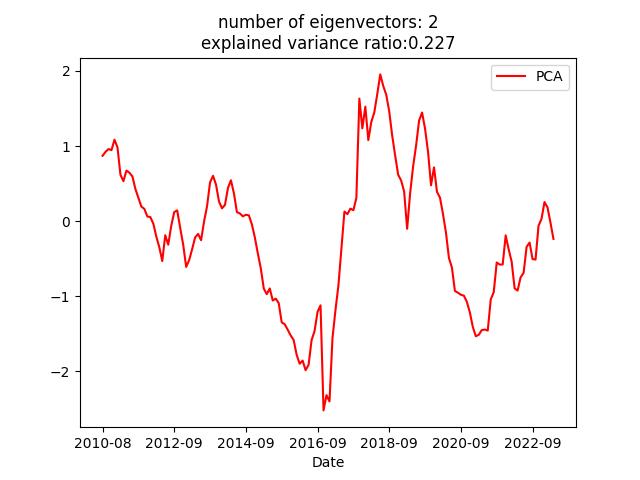 number of eigenvectors: 2
explained variance ratio:0.227
PCA
2
1
0
−1
−2
2010-08 2012-09 2014-09 2016-09 2018-09 2020-09 2022-09
Date